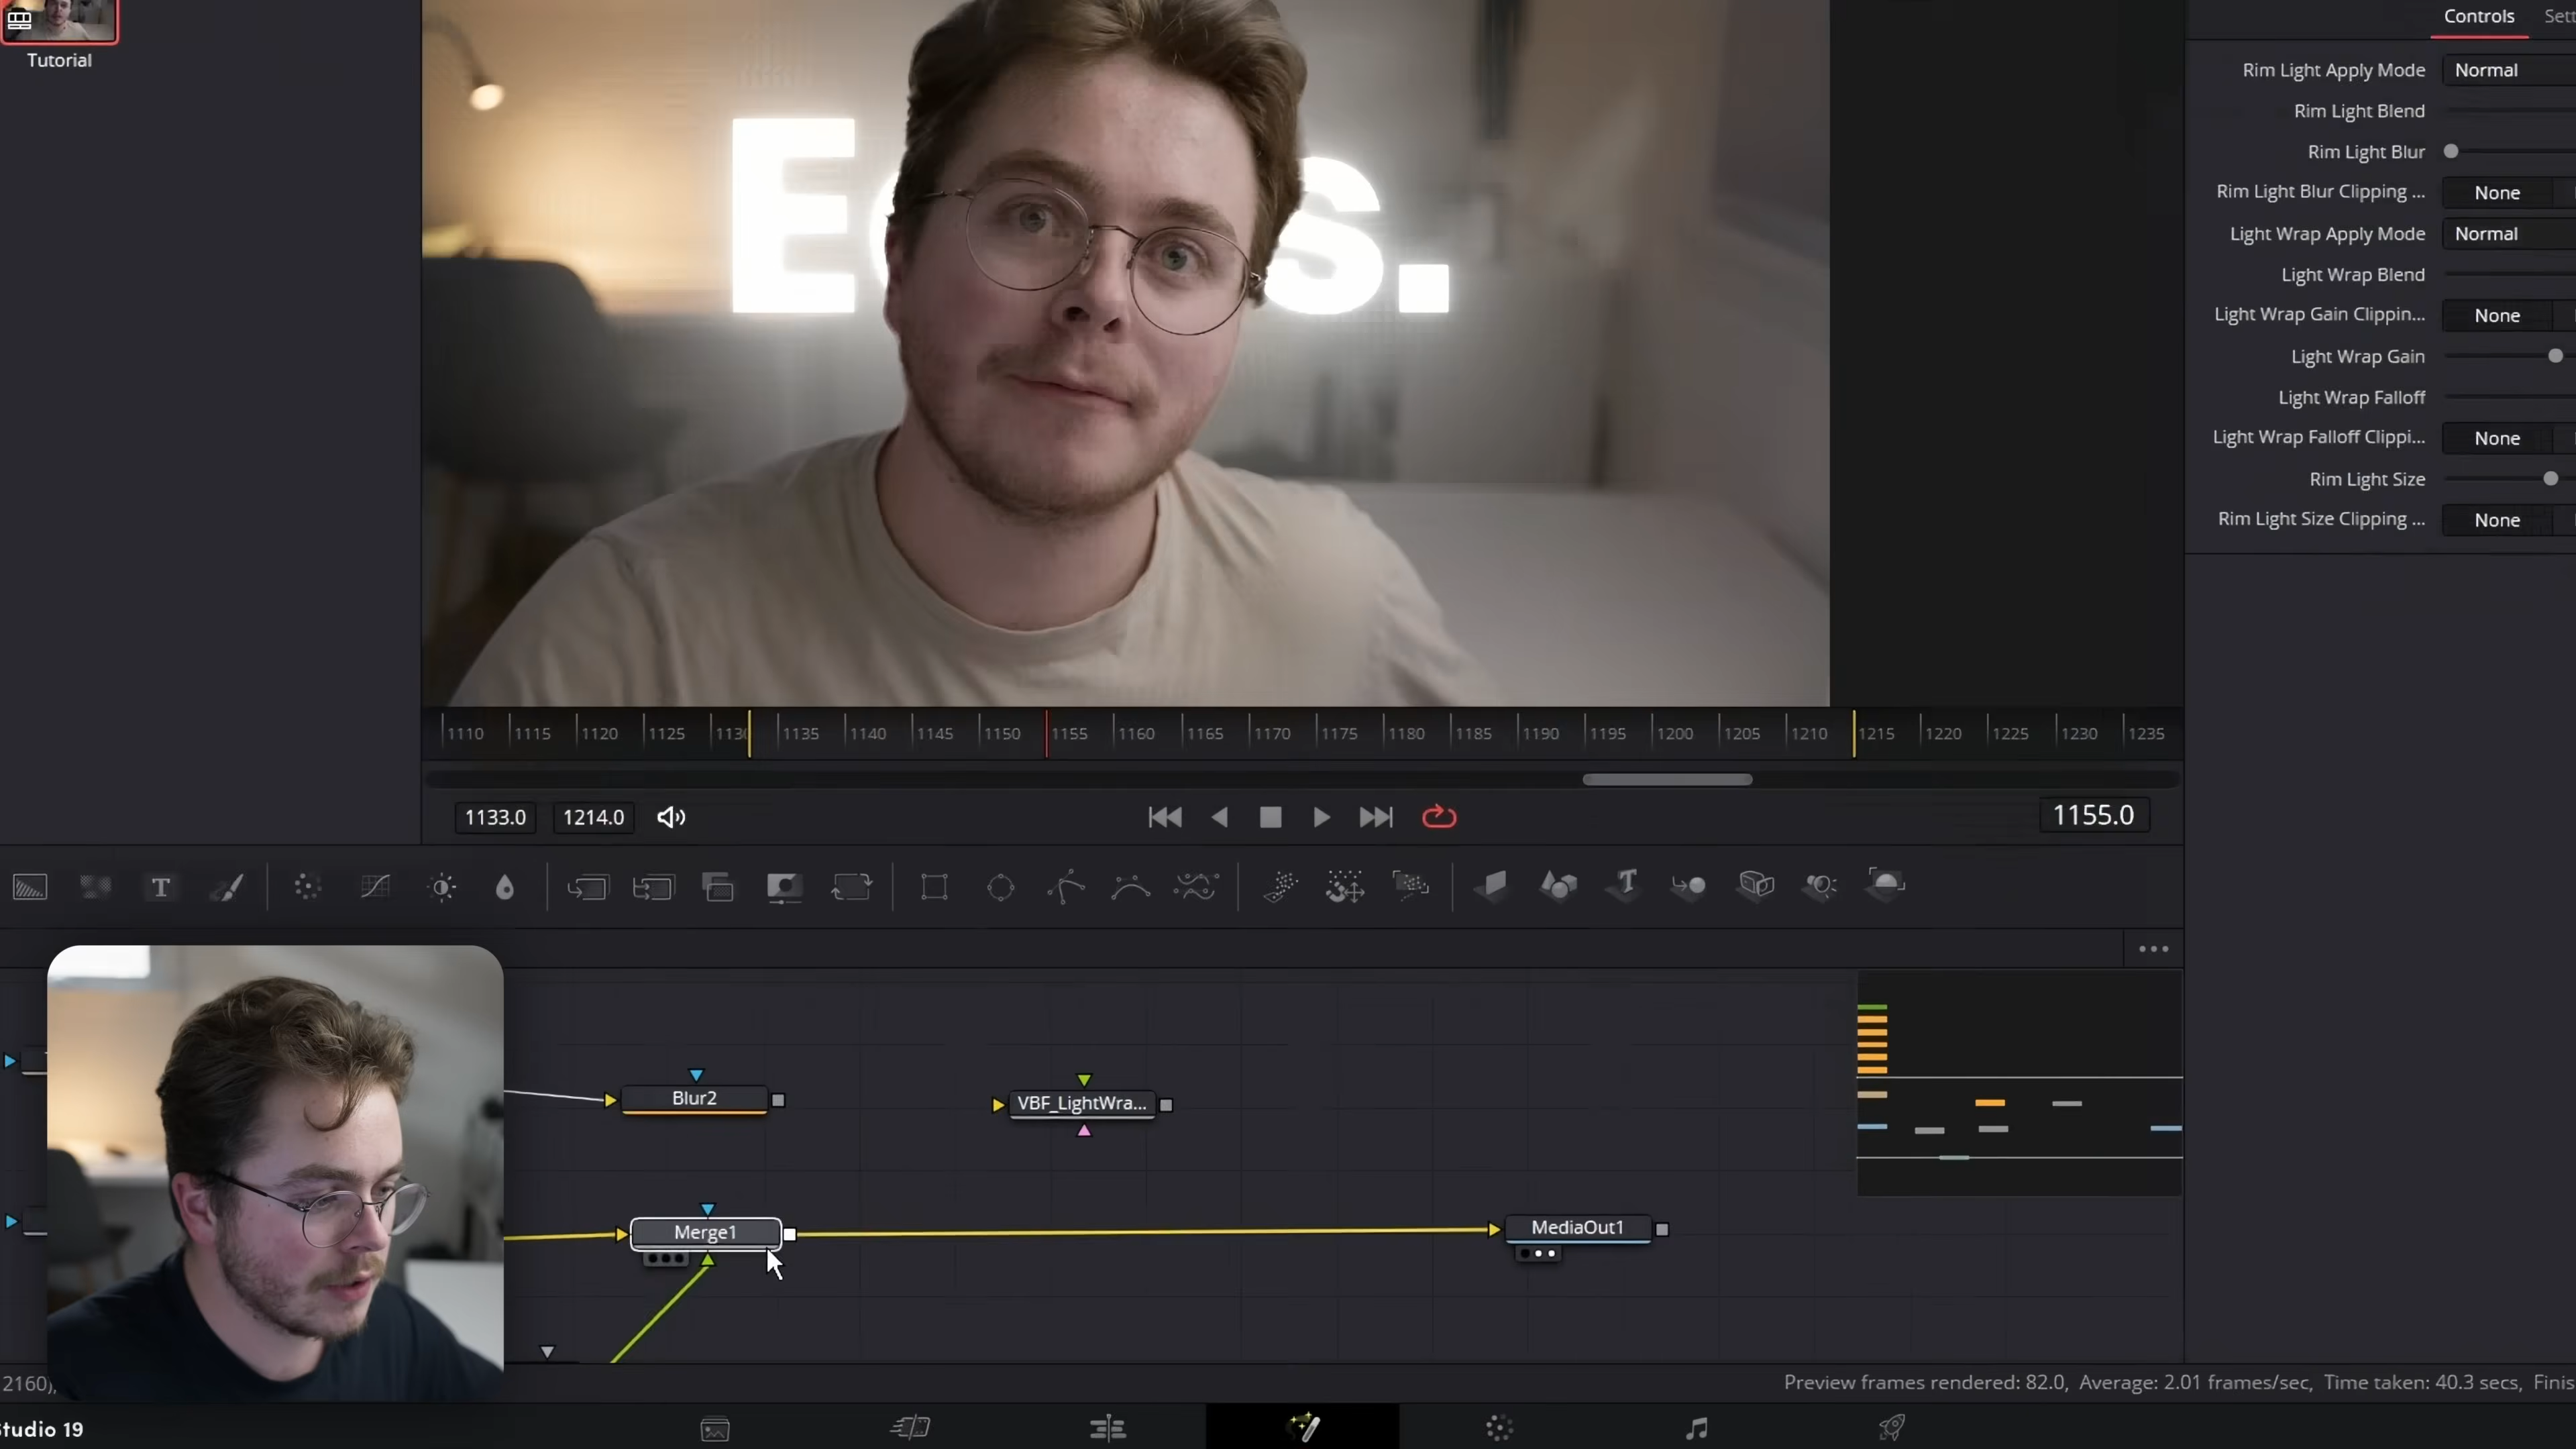 Tutorial
E
s.
Controls
Rim Light Apply Mode Normal
Rim Light Blend
Rim Light Blur
Rim Light Blur Clipping ... None
Light Wrap Apply Mode Normal
Light Wrap Blend
Light Wrap Gain Clippin... None
Light Wrap Gain
Light Wrap Falloff
Light Wrap Falloff Clippi... None
Rim Light Size
Rim Light Size Clipping ... None
1110 1115 1120 1125 1130 1135 1140 1145 1150 1155 1160 1165 1170 1175 1180 1185 1190 1195 1200 1205 1210 1215 1220 1225 1230 1235
1133.0 1214.0 1155.0
T
Blur2
VBF_LightWra...
Merge1
MediaOut1
2160),
Preview frames rendered: 82.0, Average: 2.01 frames/sec, Time taken: 40.3 secs, Finis
Studio 19